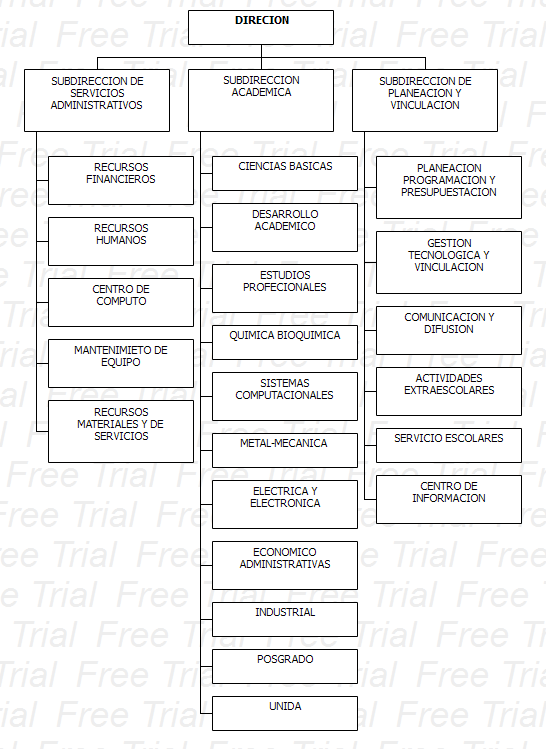 DIRECION
SUBDIRECCION DE
SERVICIOS
ADMINISTRATIVOS
RECURSOS
FINANCIEROS
RECURSOS
HUMANOS
CENTRO DE
COMPUTO
MANTENIMIETO DE
EQUIPO
RECURSOS
MATERIALES Y DE
SERVICIOS
SUBDIRECCION
ACADEMICA
CIENCIAS BASICAS
DESARROLLO
ACADEMICO
ESTUDIOS
PROFECIONALES
QUIMICA BIOQUIMICA
SISTEMAS
COMPUTACIONALES
METAL-MECANICA
ELECTRICA Y
ELECTRONICA
ECONOMICO
ADMINISTRATIVAS
INDUSTRIAL
POSGRADO
UNIDA
SUBDIRECCION DE
PLANEACION Y
VINCULACION
PLANEACION
PROGRAMACION Y
PRESUPUESTACION
GESTION
TECNOLOGICA Y
VINCULACION
COMUNICACION Y
DIFUSION
ACTIVIDADES
EXTRAESCOLARES
SERVICIO ESCOLARES
CENTRO DE
INFORMACION
Free Trial